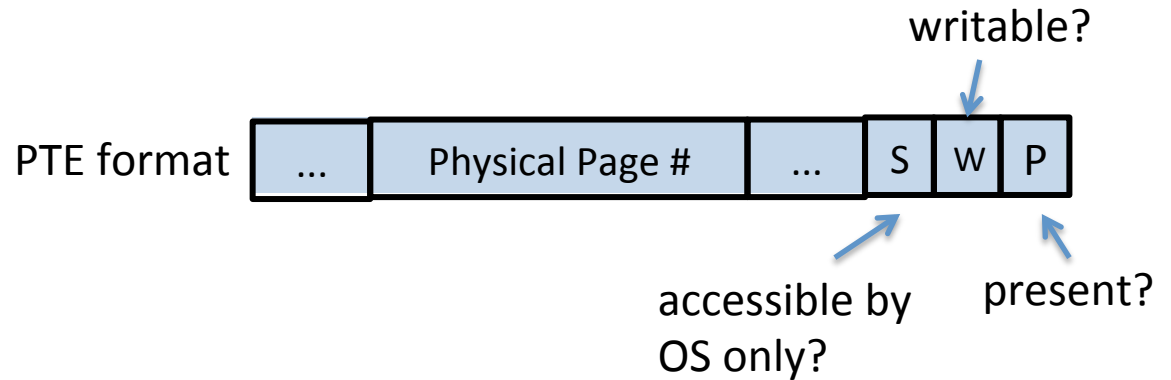 writable?
PTE format ... Physical Page # ... S W P
accessible by OS only?
present?